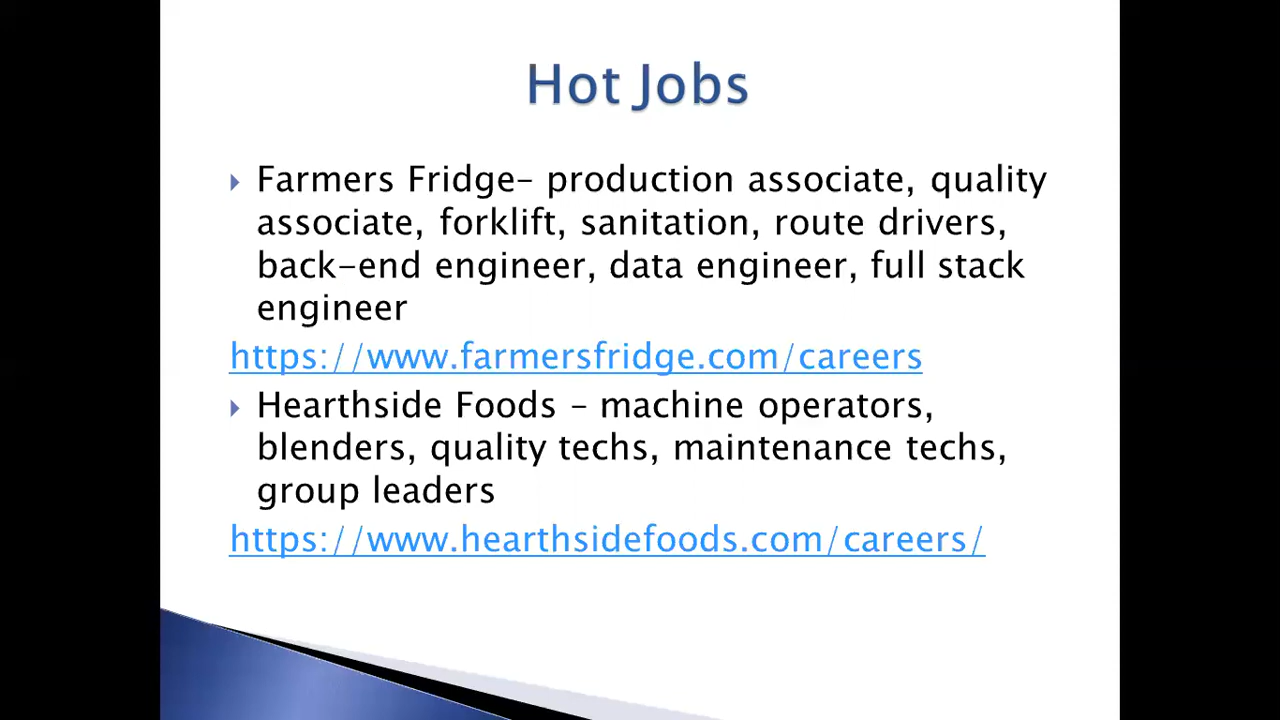 Hot Jobs
Farmers Fridge- production associate, quality
associate, forklift, sanitation, route drivers,
back-end engineer, data engineer, full stack
engineer
https://www.farmersfridge.com/careers
Hearthside Foods – machine operators,
blenders, quality techs, maintenance techs,
group leaders
https://www.hearthsidefoods.com/careers/